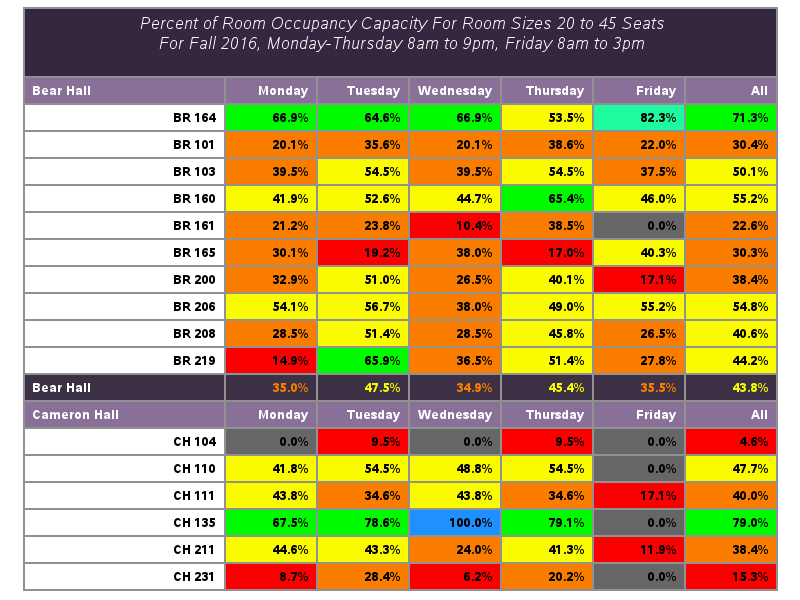 Percent of Room Occupancy Capacity For Room Sizes 20 to 45 Seats
For Fall 2016, Monday-Thursday 8am to 9pm, Friday 8am to 3pm
Bear Hall Monday Tuesday Wednesday Thursday Friday All
BR 164 66.9% 64.6% 66.9% 53.5% 82.3% 71.3%
BR 101 20.1% 35.6% 20.1% 38.6% 22.0% 30.4%
BR 103 39.5% 54.5% 39.5% 54.5% 37.5% 50.1%
BR 160 41.9% 52.6% 44.7% 65.4% 46.0% 55.2%
BR 161 21.2% 23.8% 10.4% 38.5% 0.0% 22.6%
BR 165 30.1% 19.2% 38.0% 17.0% 40.3% 30.3%
BR 200 32.9% 51.0% 26.5% 40.1% 17.1% 38.4%
BR 206 54.1% 56.7% 38.0% 49.0% 55.2% 54.8%
BR 208 28.5% 51.4% 28.5% 45.8% 26.5% 40.6%
BR 219 14.9% 65.9% 36.5% 51.4% 27.8% 44.2%
Bear Hall 35.0% 47.5% 34.9% 45.4% 35.5% 43.8%
Cameron Hall Monday Tuesday Wednesday Thursday Friday All
CH 104 0.0% 9.5% 0.0% 9.5% 0.0% 4.6%
CH 110 41.8% 54.5% 48.8% 54.5% 0.0% 47.7%
CH 111 43.8% 34.6% 43.8% 34.6% 17.1% 40.0%
CH 135 67.5% 78.6% 100.0% 79.1% 0.0% 79.0%
CH 211 44.6% 43.3% 24.0% 41.3% 11.9% 38.4%
CH 231 8.7% 28.4% 6.2% 20.2% 0.0% 15.3%